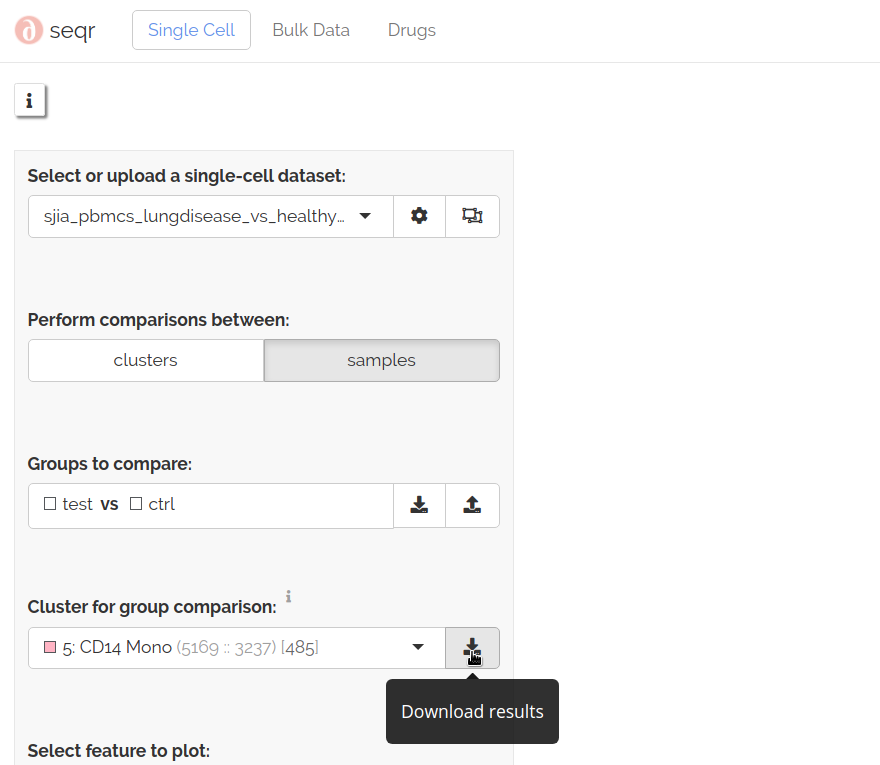 seqr Single Cell Bulk Data Drugs
i
Select or upload a single-cell dataset:
sjia_pbmcs_lungdisease_vs_healthy...
Perform comparisons between:
clusters samples
Groups to compare:
test vs ctrl
Cluster for group comparison: i
5: CD14 Mono (5169 :: 3237) [485]
Download results
Select feature to plot: